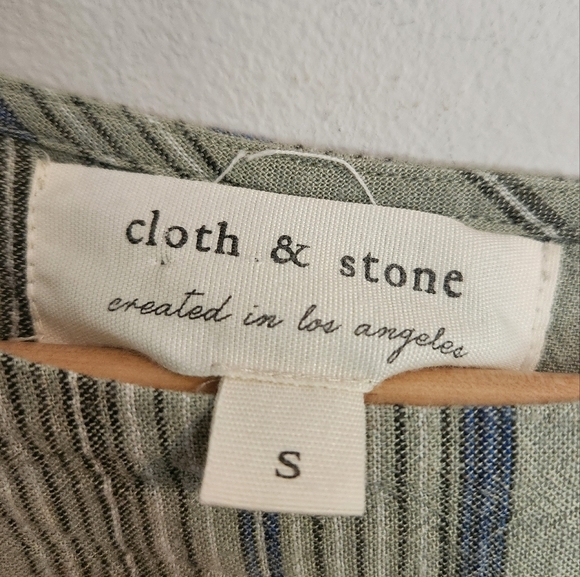 cloth & stone
created in los angeles
S